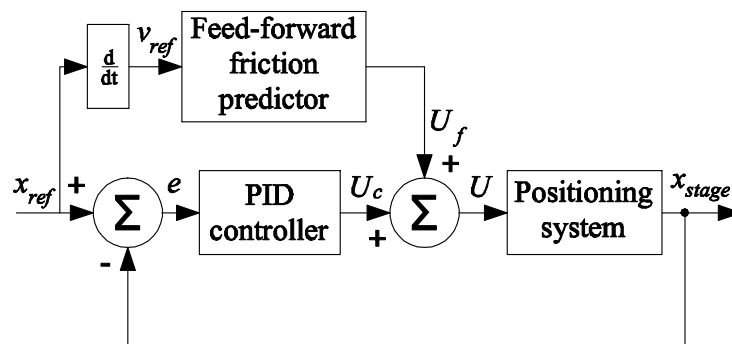 d
dt
v_ref
Feed-forward
friction
predictor
U_f
+
x_ref
+
Σ
-
e
PID
controller
U_c
+
Σ
U
Positioning
system
x_stage